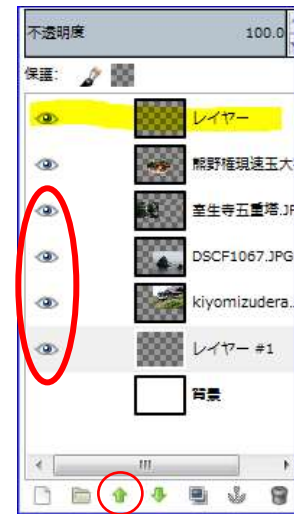 不透明度 100.0
保護:
レイヤー
熊野権現速玉大
室生寺五重塔.JP
DSCF1067.JPG
kiyomizudera..
レイヤー #1
背景